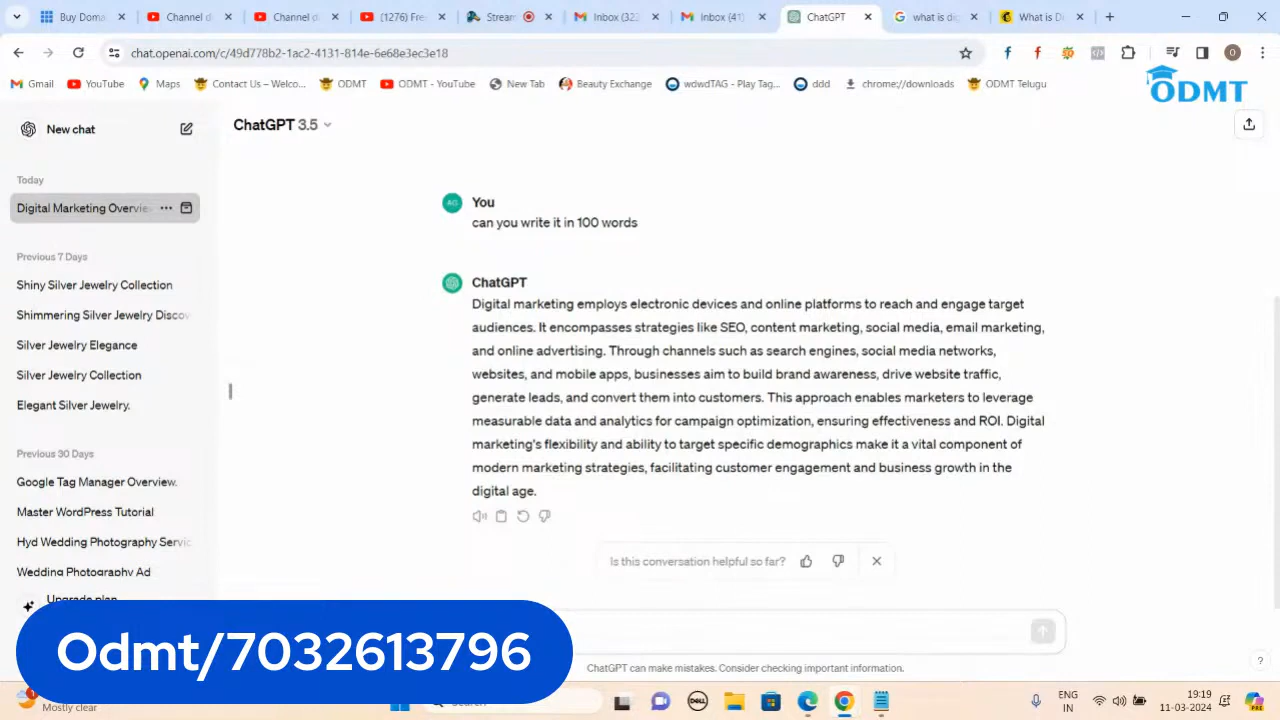 Buy Doma
Channel d
Channel di
(1276) Fre
Stream
Inbox (323
Inbox (41)
ChatGPT
what is dig
What is Di
chat.openai.com/c/49d778b2-1ac2-4131-814e-6e68e3ec3e18
O
Gmail
YouTube
Maps
Contact Us – Welco...
ODMT
ODMT - YouTube
New Tab
Beauty Exchange
wdwdTAG - Play Tag...
ddd
chrome://downloads
ODMT Telugu
ODMT
New chat
ChatGPT 3.5
Today
Digital Marketing Overvie
Previous 7 Days
Shiny Silver Jewelry Collection
Shimmering Silver Jewelry Disco
Silver Jewelry Elegance
Silver Jewelry Collection
Elegant Silver Jewelry.
Previous 30 Days
Google Tag Manager Overview.
Master WordPress Tutorial
Hyd Wedding Photography Servic
Wedding Photography Ad
Upgrade plan
AG
You
can you write it in 100 words
ChatGPT
Digital marketing employs electronic devices and online platforms to reach and engage target
audiences. It encompasses strategies like SEO, content marketing, social media, email marketing,
and online advertising. Through channels such as search engines, social media networks,
websites, and mobile apps, businesses aim to build brand awareness, drive website traffic,
generate leads, and convert them into customers. This approach enables marketers to leverage
measurable data and analytics for campaign optimization, ensuring effectiveness and ROI. Digital
marketing's flexibility and ability to target specific demographics make it a vital component of
modern marketing strategies, facilitating customer engagement and business growth in the
digital age.
Is this conversation helpful so far?
ChatGPT can make mistakes. Consider checking important information.
?
Odmt/7032613796
1
Mostly clear
Search
DELL
ENG
IN
19:19
11-03-2024